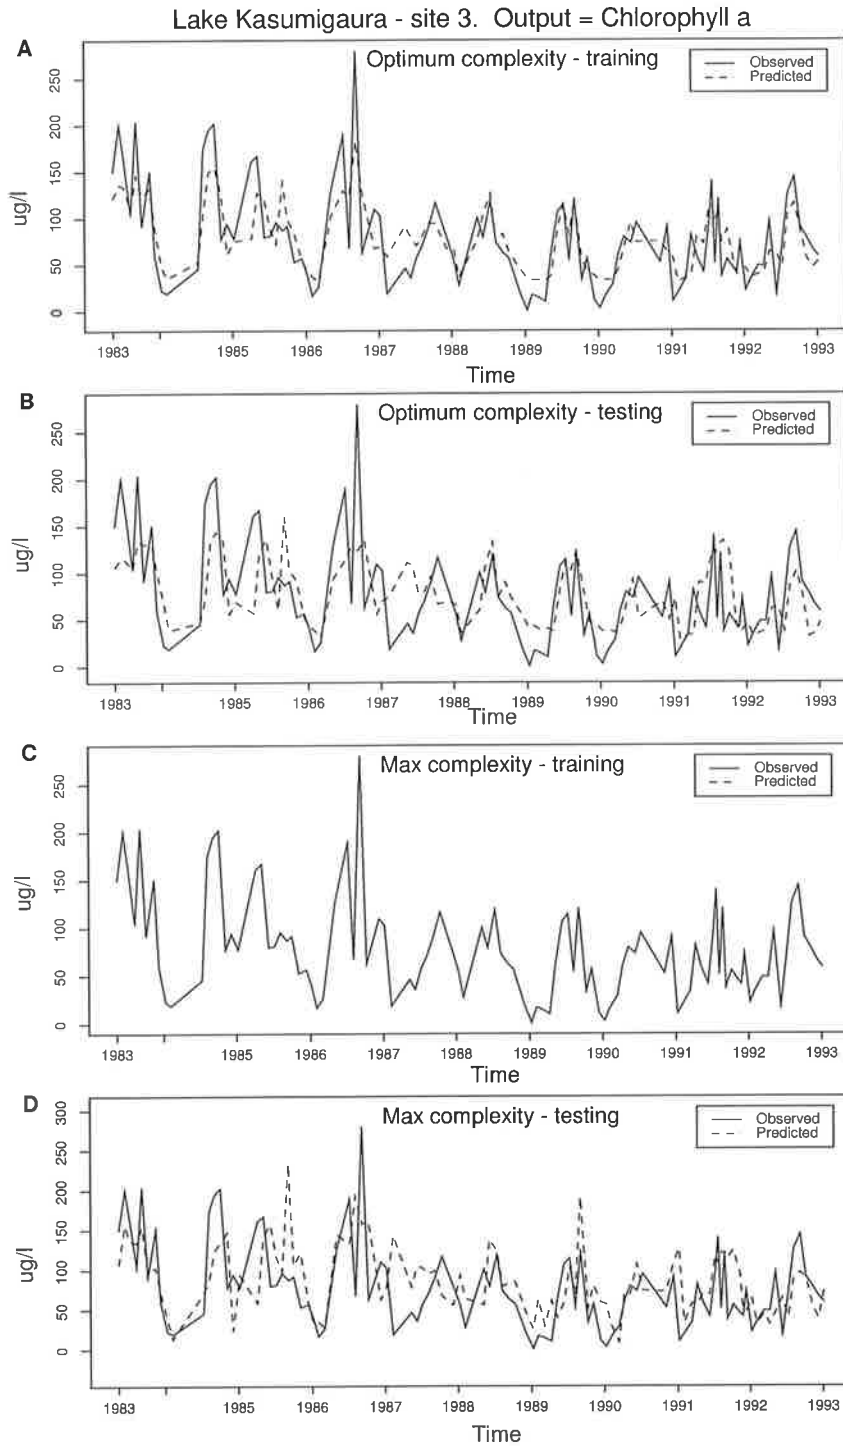 Lake Kasumigaura - site 3. Output = Chlorophyll a
A
Optimum complexity - training
Observed
Predicted
ug/l
250
200
150
100
50
0
1983 1985 1986 1987 1988 1989 1990 1991 1992 1993
Time
B
Optimum complexity - testing
Observed
Predicted
ug/l
250
200
150
100
50
0
1983 1985 1986 1987 1988 1989 1990 1991 1992 1993
Time
C
Max complexity - training
Observed
Predicted
ug/l
250
200
150
100
50
0
1983 1985 1986 1987 1988 1989 1990 1991 1992 1993
Time
D
Max complexity - testing
Observed
Predicted
ug/l
300
250
200
150
100
50
0
1983 1985 1986 1987 1988 1989 1990 1991 1992 1993
Time